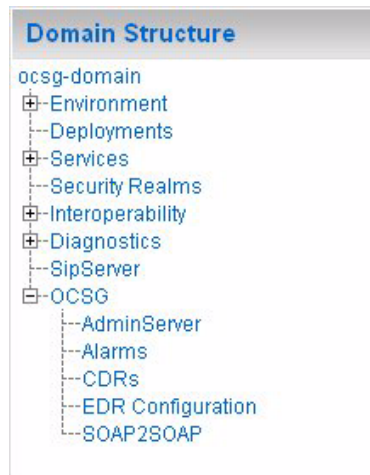 Domain Structure
ocsg-domain
Environment
Deployments
Services
Security Realms
Interoperability
Diagnostics
SipServer
OCSG
AdminServer
Alarms
CDRs
EDR Configuration
SOAP2SOAP